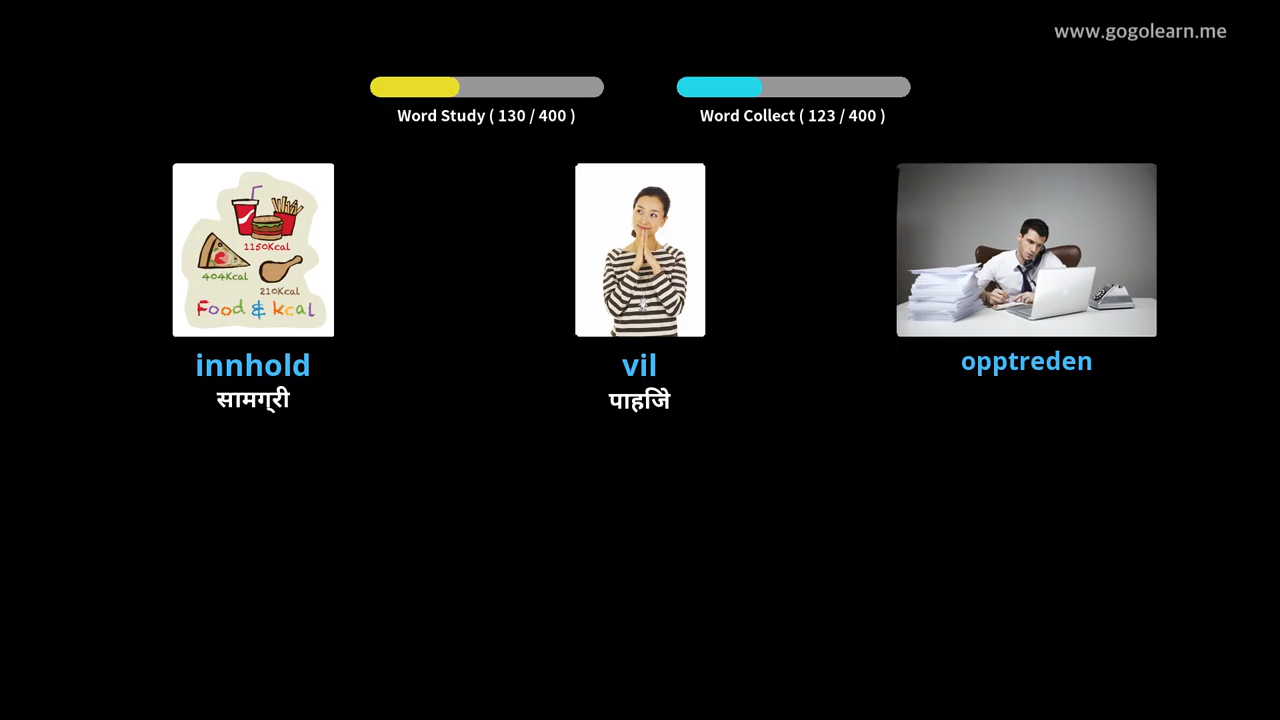 www.gogolearn.me
Word Study ( 130 / 400 )
Word Collect ( 123 / 400 )
1150Kcal
404Kcal
210Kcal
Food & kcal
innhold
vil
opptreden
सामग्री
पाहिजे